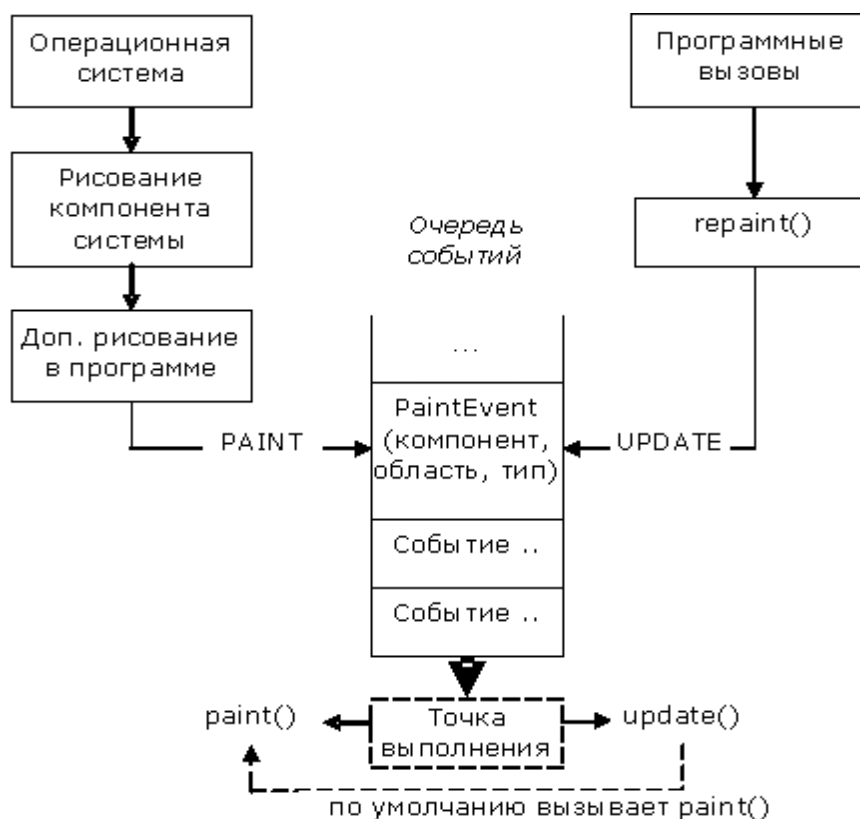 Операционная
система
Программные
вызовы
Рисование
компонента
системы
repaint()
Очередь
событий
Доп. рисование
в программе
...
PAINT
PaintEvent
(компонент,
область, тип)
UPDATE
Событие ..
Событие ..
paint()
Точка
выполнения
update()
по умолчанию вызывает paint()